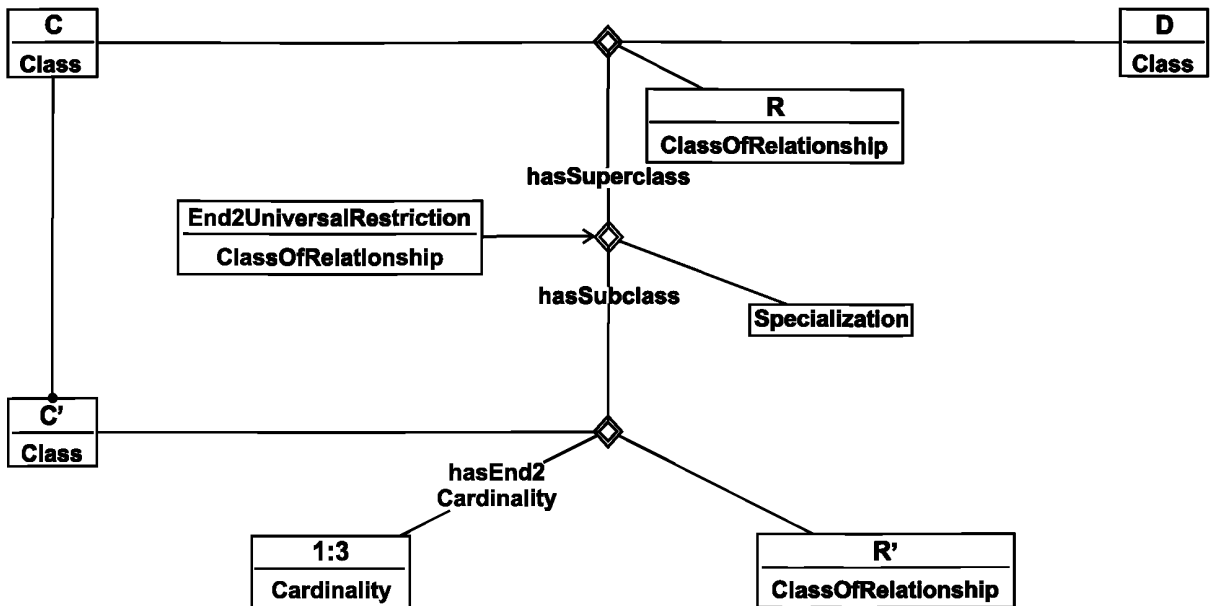 C
Class
D
Class
R
ClassOfRelationship
hasSuperclass
End2UniversalRestriction
ClassOfRelationship
hasSubclass
Specialization
C’
Class
hasEnd2
Cardinality
1:3
Cardinality
R’
ClassOfRelationship